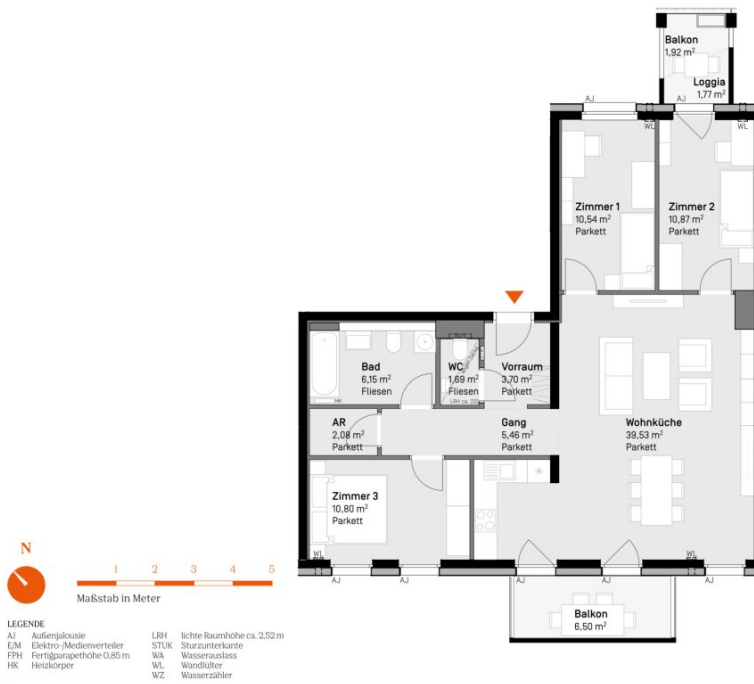 Balkon
1,92 m²
Loggia
1,77 m²
AJ
AJ
WL
WL
Zimmer 1
10,54 m²
Parkett
Zimmer 2
10,87 m²
Parkett
Bad
6,15 m²
Fliesen
HK
WC
1,69 m²
Fliesen
LRH ca. 220
Vorraum
3,70 m²
Parkett
AR
2,08 m²
Parkett
Gang
5,46 m²
Parkett
Wohnküche
39,53 m²
Parkett
Zimmer 3
10,80 m²
Parkett
WL
WL
AJ
AJ
AJ
AJ
AJ
Balkon
6,50 m²
N
1 2 3 4 5
Maßstab in Meter
LEGENDE
AJ Außenjalousie
E/M Elektro-/Medienverteiler
FPH Fertigparapethöhe 0,85 m
HK Heizkörper
LRH lichte Raumhöhe ca. 2,52 m
STUK Sturzunterkante
WA Wasserauslass
WL Wandlüfter
WZ Wasserzähler